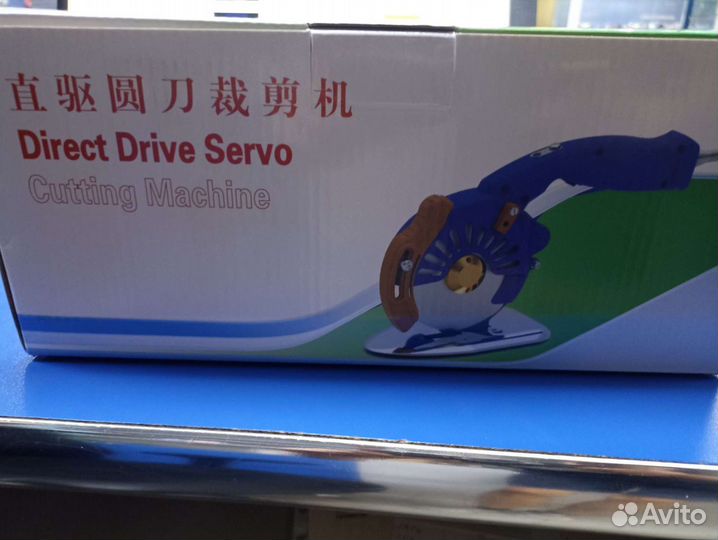 直驱圆刀裁剪机
Direct Drive Servo
Cutting Machine
Avito